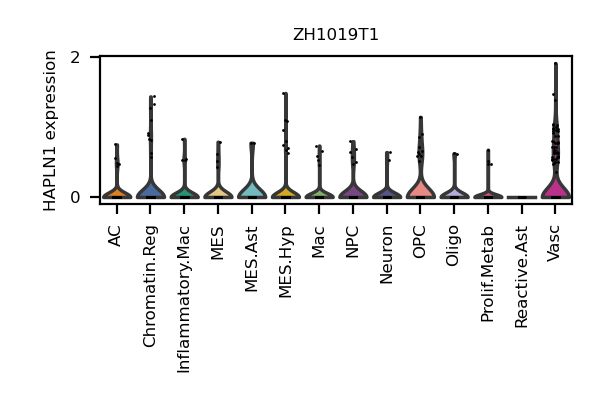 ZH1019T1
HAPLN1 expression
2
0
AC
Chromatin.Reg
Inflammatory.Mac
MES
MES.Ast
MES.Hyp
Mac
NPC
Neuron
OPC
Oligo
Prolif.Metab
Reactive.Ast
Vasc